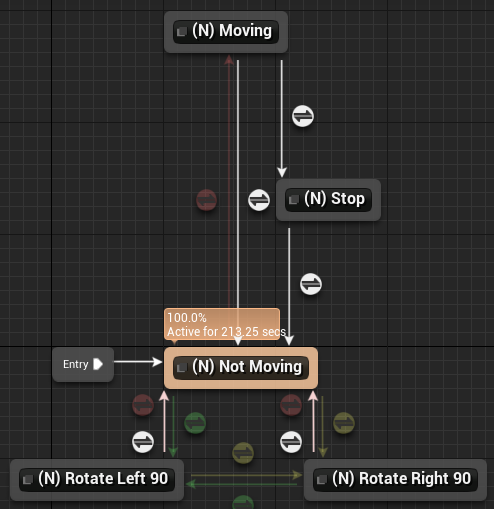 (N) Moving
(N) Stop
100.0%
Active for 213.25 secs
Entry
(N) Not Moving
(N) Rotate Left 90
(N) Rotate Right 90